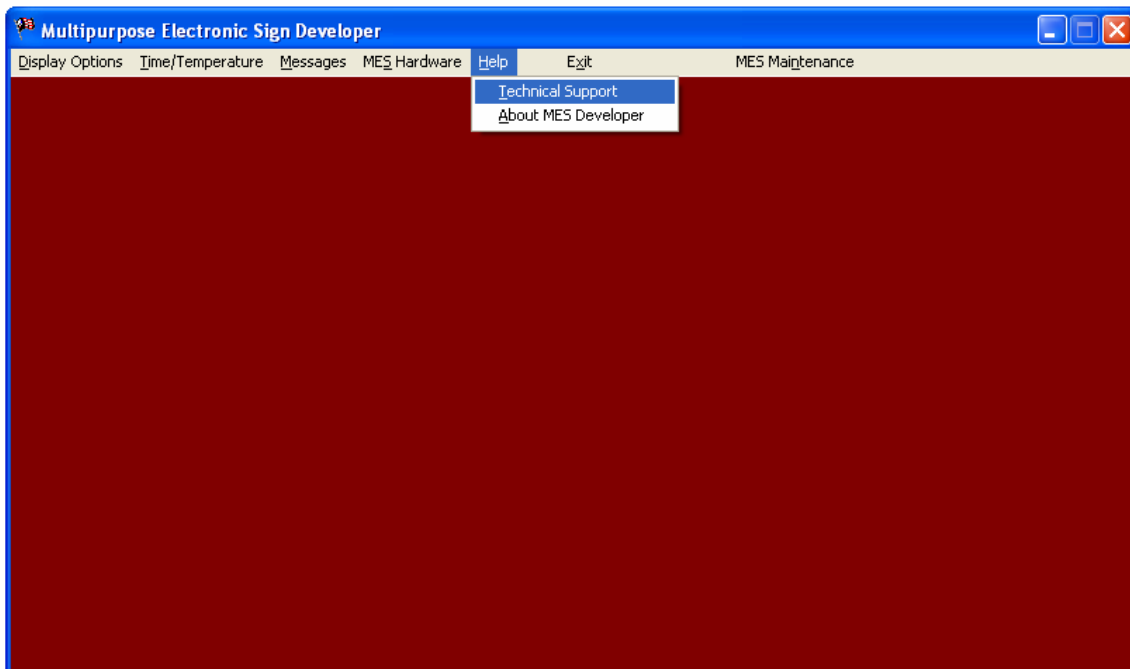 Multipurpose Electronic Sign Developer
Display Options Time/Temperature Messages MES Hardware Help Exit MES Maintenance
Technical Support
About MES Developer